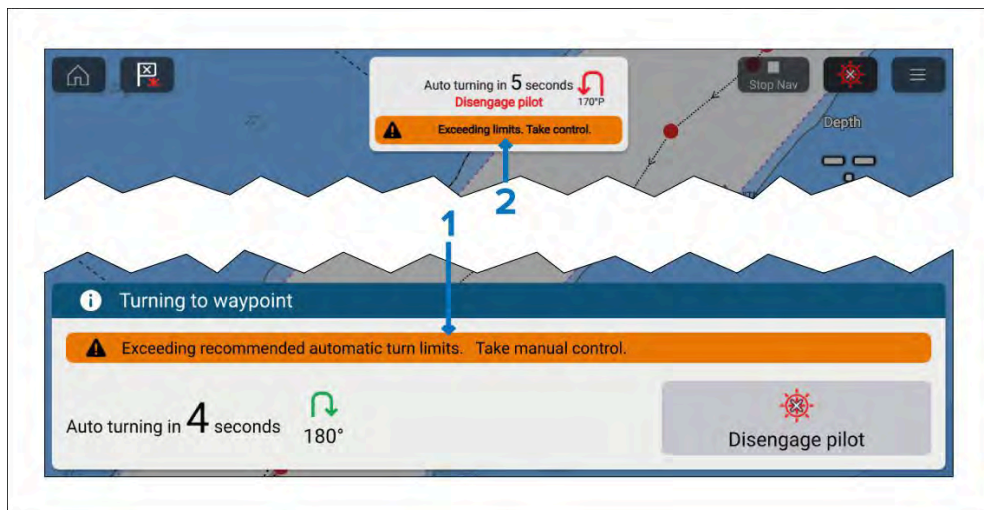 Auto turning in 5 seconds
Disengage pilot
170°P
Exceeding limits. Take control.
Stop Nav
Depth
2
1
Turning to waypoint
Exceeding recommended automatic turn limits. Take manual control.
Auto turning in 4 seconds
180°
Disengage pilot